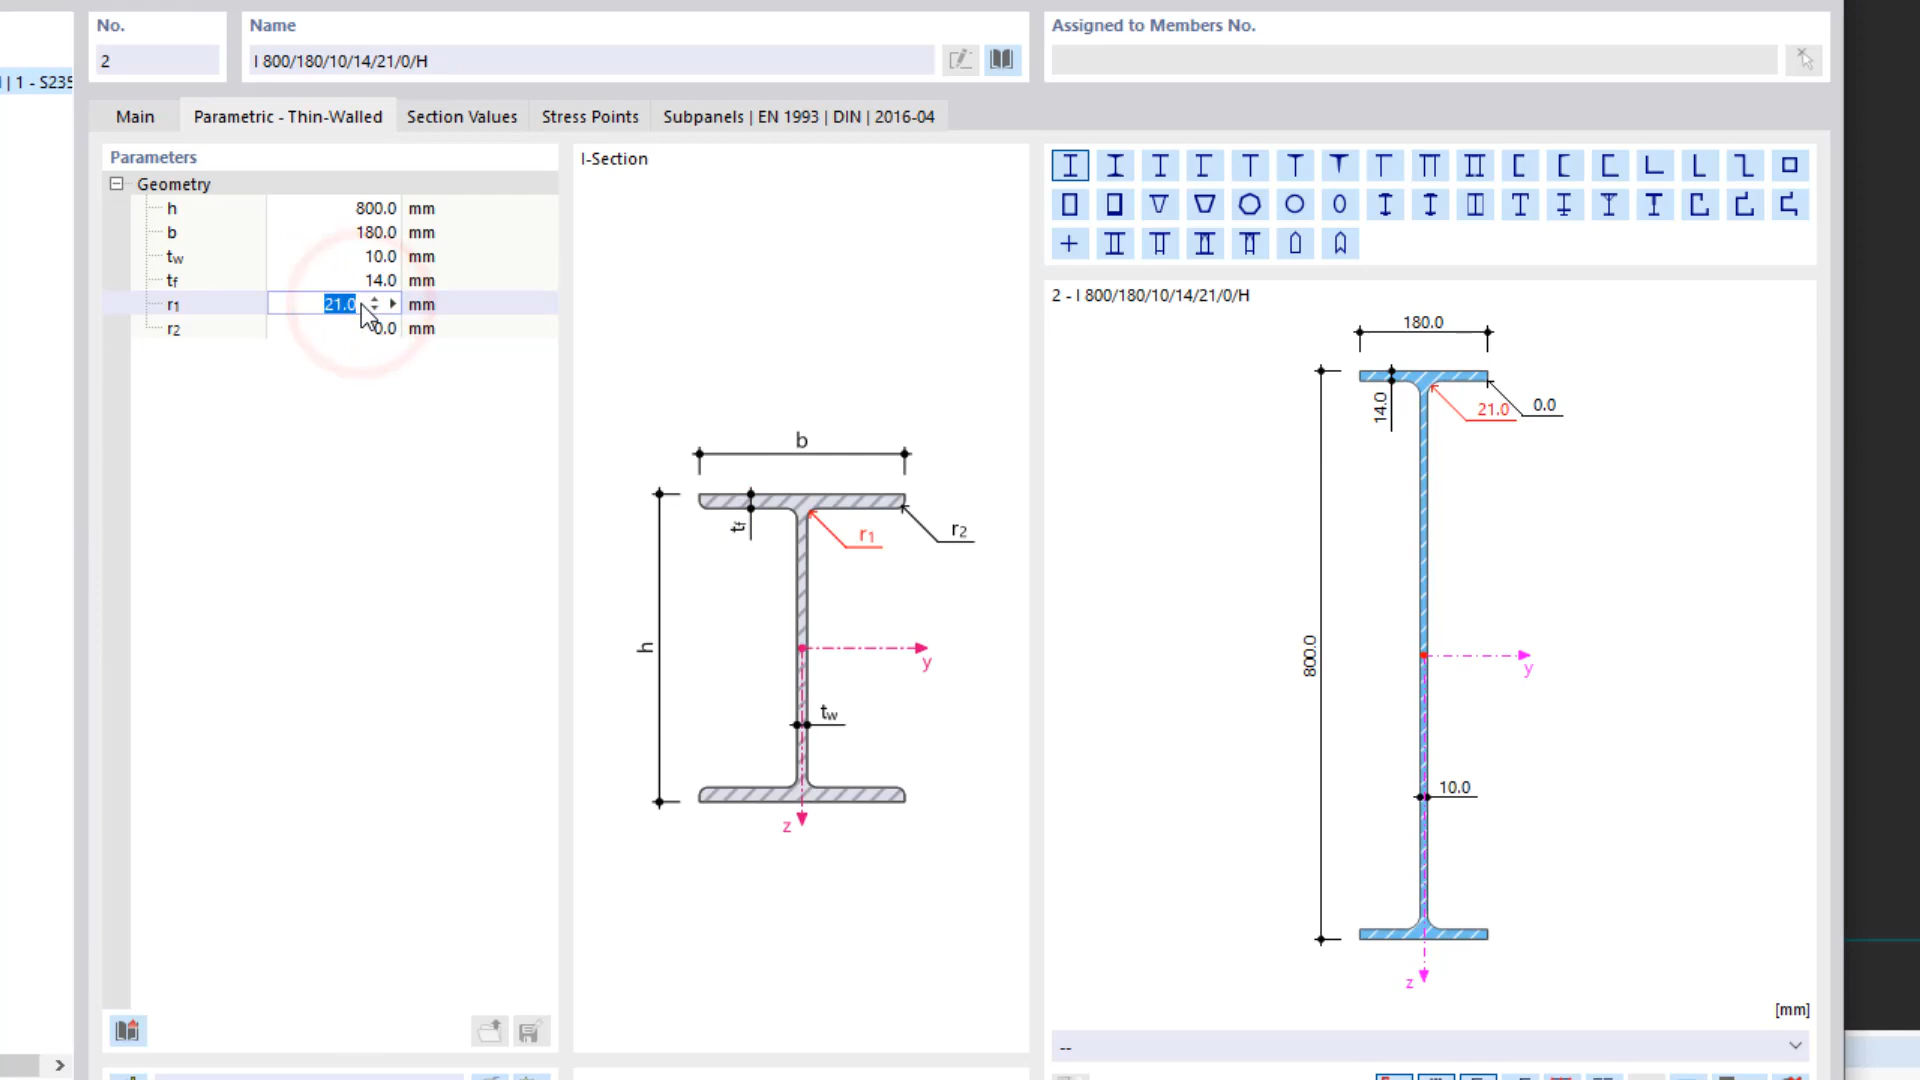 No.
Name
Assigned to Members No.
2
I 800/180/10/14/21/0/H
| 1 - S235
Main
Parametric - Thin-Walled
Section Values
Stress Points
Subpanels | EN 1993 | DIN | 2016-04
Parameters
Geometry
h 800.0 mm
b 180.0 mm
tw 10.0 mm
tf 14.0 mm
r1 21.0 mm
r2 0.0 mm
I-Section
b
tf
r1
r2
h
y
tw
z
2 - I 800/180/10/14/21/0/H
180.0
14.0
21.0
0.0
800.0
y
10.0
z
[mm]
--